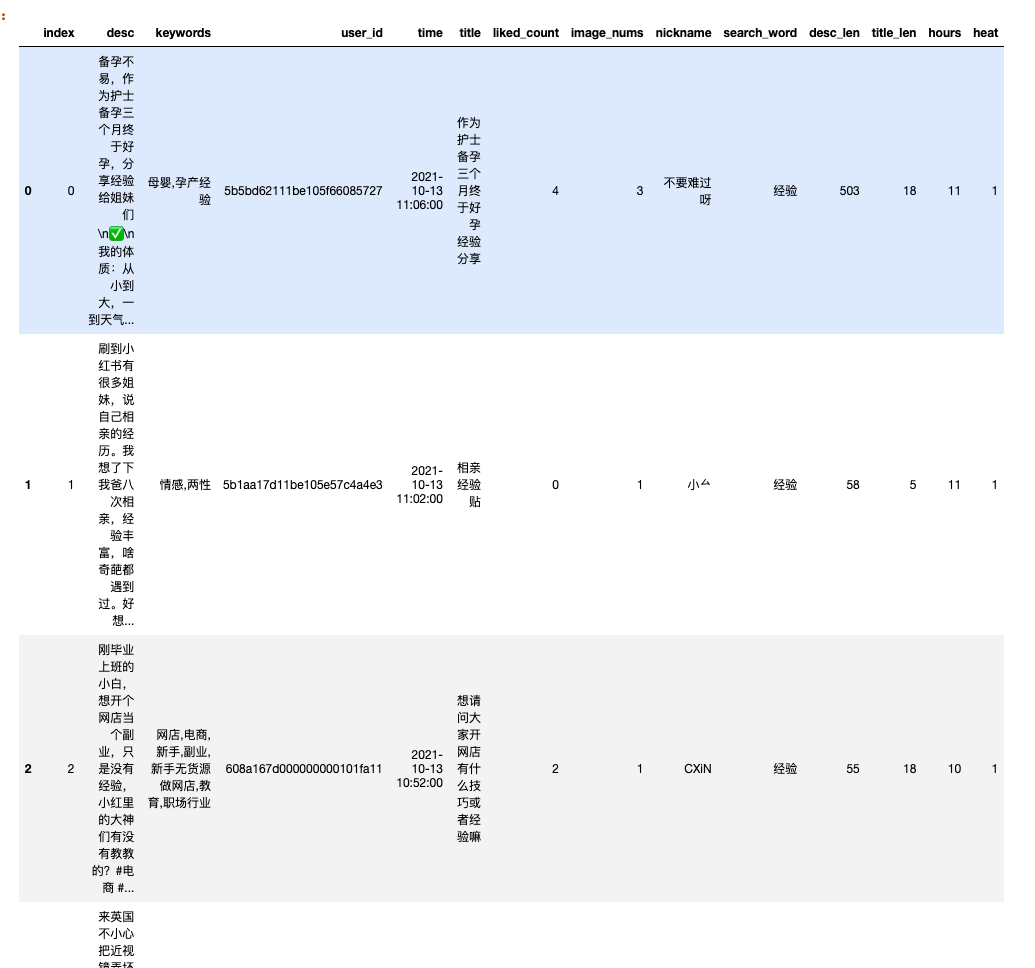 :
index desc keywords user_id time title liked_count image_nums nickname search_word desc_len title_len hours heat
0
0
备孕不
易，作
为护士
备孕三
个月终
于好
孕，分
享经验
给姐妹
们
\n✅\n
我的体
质：从
小到
大，一
到天气...
母婴,孕产经
验
5b5bd62111be105f66085727
2021-
10-13
11:06:00
作为
护士
备孕
三个
月终
于好
孕
经验
分享
4
3
不要难过
呀
经验
503
18
11
1
1
1
刷到小
红书有
很多姐
妹，说
自己相
亲的经
历。我
想了下
我爸八
次相
亲，经
验丰
富，啥
奇葩都
遇到
过。好
想...
情感,两性
5b1aa17d11be105e57c4a4e3
2021-
10-13
11:02:00
相亲
经验
贴
0
1
小㆛
经验
58
5
11
1
2
2
刚毕业
上班的
小白，
想开个
网店当
个副
业，只
是没有
经验，
小红里
的大神
们有没
有教教
的？#电
商 #...
网店,电商,
新手,副业,
新手无货源
做网店,教
育,职场行业
608a167d000000000101fa11
2021-
10-13
10:52:00
想请
问大
家开
网店
有什
么技
巧或
者经
验嘛
2
1
CXiN
经验
55
18
10
1
来英国
不小心
把近视
镜弄坏